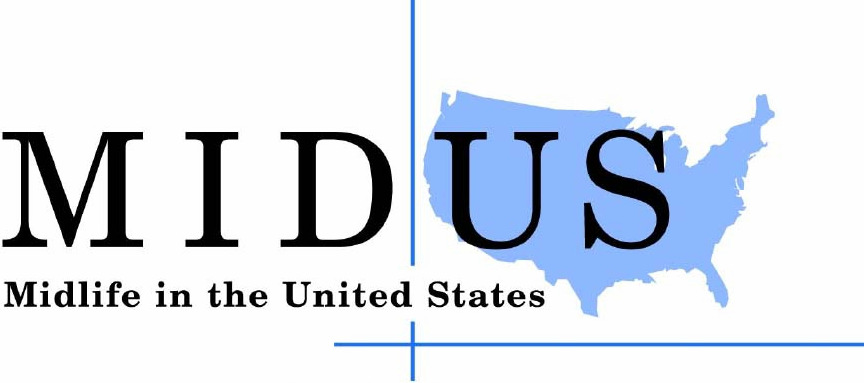 MIDUS
Midlife in the United States